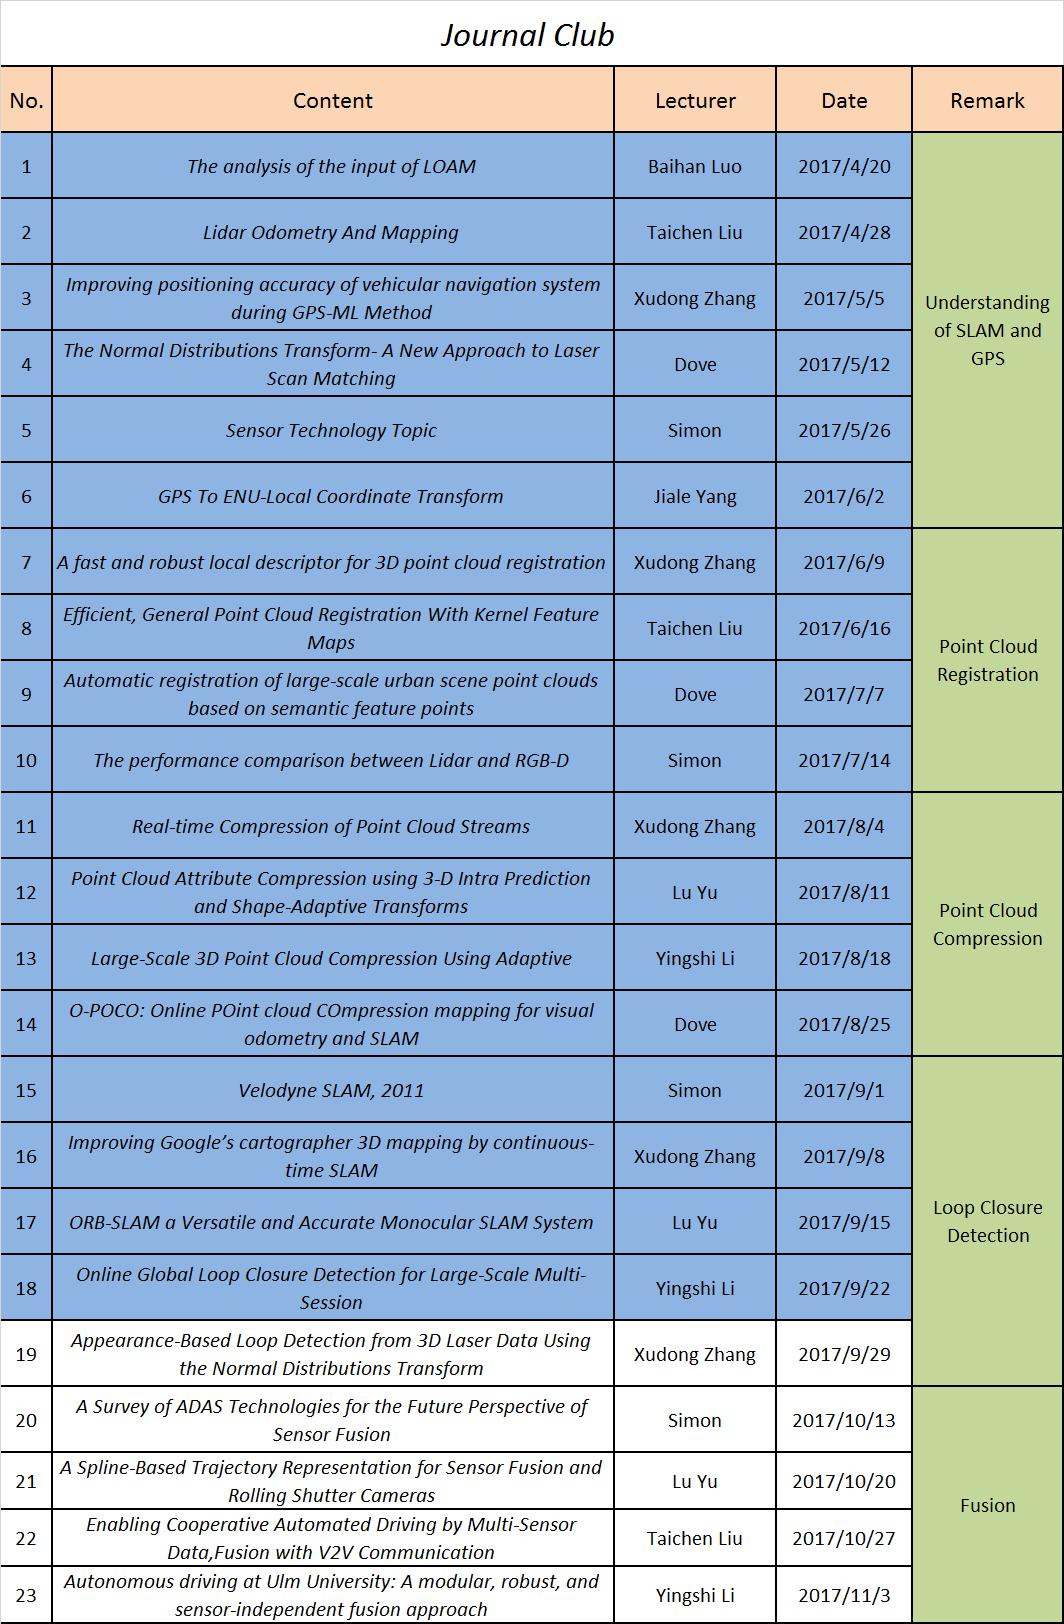 Journal Club
No. Content Lecturer Date Remark
1 The analysis of the input of LOAM Baihan Luo 2017/4/20
2 Lidar Odometry And Mapping Taichen Liu 2017/4/28
3 Improving positioning accuracy of vehicular navigation system
during GPS-ML Method Xudong Zhang 2017/5/5
Understanding
of SLAM and
GPS
4 The Normal Distributions Transform- A New Approach to Laser
Scan Matching Dove 2017/5/12
5 Sensor Technology Topic Simon 2017/5/26
6 GPS To ENU-Local Coordinate Transform Jiale Yang 2017/6/2
7 A fast and robust local descriptor for 3D point cloud registration Xudong Zhang 2017/6/9
8 Efficient, General Point Cloud Registration With Kernel Feature
Maps Taichen Liu 2017/6/16
Point Cloud
Registration
9 Automatic registration of large-scale urban scene point clouds
based on semantic feature points Dove 2017/7/7
10 The performance comparison between Lidar and RGB-D Simon 2017/7/14
11 Real-time Compression of Point Cloud Streams Xudong Zhang 2017/8/4
12 Point Cloud Attribute Compression using 3-D Intra Prediction
and Shape-Adaptive Transforms Lu Yu 2017/8/11
Point Cloud
Compression
13 Large-Scale 3D Point Cloud Compression Using Adaptive Yingshi Li 2017/8/18
14 O-POCO: Online POint cloud COmpression mapping for visual
odometry and SLAM Dove 2017/8/25
15 Velodyne SLAM, 2011 Simon 2017/9/1
16 Improving Google’s cartographer 3D mapping by continuous-
time SLAM Xudong Zhang 2017/9/8
17 ORB-SLAM a Versatile and Accurate Monocular SLAM System Lu Yu 2017/9/15
Loop Closure
Detection
18 Online Global Loop Closure Detection for Large-Scale Multi-
Session Yingshi Li 2017/9/22
19 Appearance-Based Loop Detection from 3D Laser Data Using
the Normal Distributions Transform Xudong Zhang 2017/9/29
20 A Survey of ADAS Technologies for the Future Perspective of
Sensor Fusion Simon 2017/10/13
21 A Spline-Based Trajectory Representation for Sensor Fusion and
Rolling Shutter Cameras Lu Yu 2017/10/20
Fusion
22 Enabling Cooperative Automated Driving by Multi-Sensor
Data,Fusion with V2V Communication Taichen Liu 2017/10/27
23 Autonomous driving at Ulm University: A modular, robust, and
sensor-independent fusion approach Yingshi Li 2017/11/3